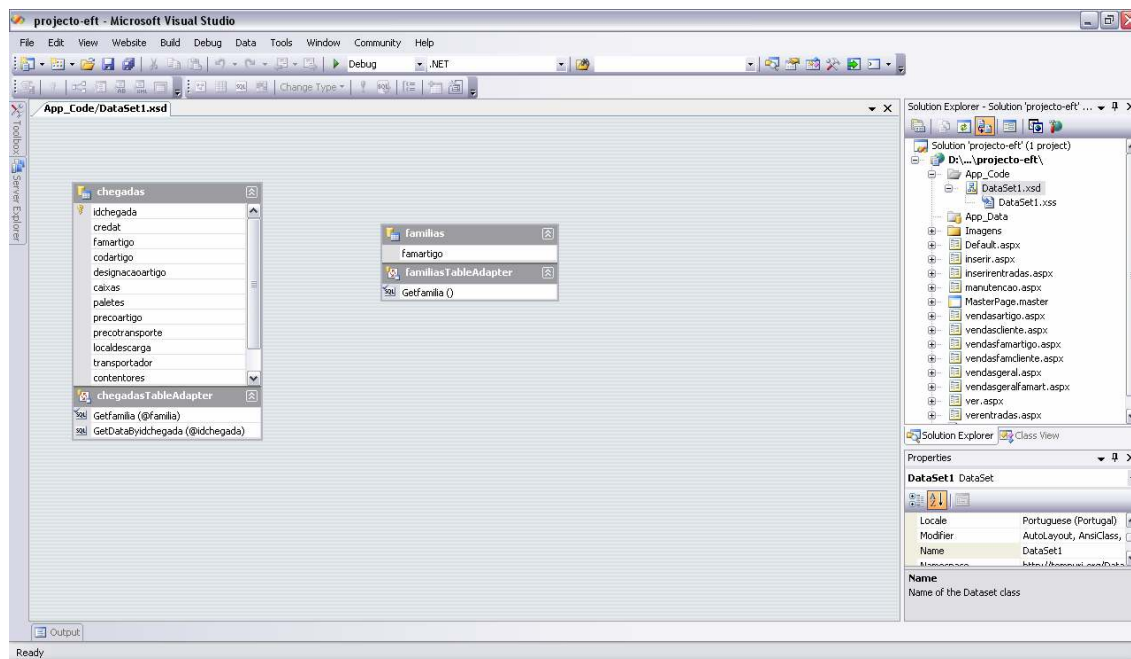 projecto-eft - Microsoft Visual Studio
File Edit View Website Build Debug Data Tools Window Community Help
Debug .NET
Change Type
App_Code/DataSet1.xsd
Toolbox
Server Explorer
chegadas
idchegada
credat
famartigo
codartigo
designacaoartigo
caixas
paletes
precoartigo
precotransporte
localdescarga
transportador
contentores
chegadasTableAdapter
Getfamilia (@familia)
GetDataByidchegada (@idchegada)
familias
famartigo
familiasTableAdapter
Getfamilia ()
Solution Explorer - Solution 'projecto-eft' ...
Solution 'projecto-eft' (1 project)
D:\...\projecto-eft\
App_Code
DataSet1.xsd
DataSet1.xss
App_Data
Imagens
Default.aspx
inserir.aspx
inserirentradas.aspx
manutencao.aspx
MasterPage.master
vendasartigo.aspx
vendascliente.aspx
vendasfamartigo.aspx
vendasfamcliente.aspx
vendasgeral.aspx
vendasgeralfamart.aspx
ver.aspx
verentradas.aspx
Solution Explorer Class View
Properties
DataSet1 DataSet
Locale Portuguese (Portugal)
Modifier AutoLayout, AnsiClass,
Name DataSet1
Namespace http://tempuri.org/Data
Name
Name of the Dataset class
Output
Ready